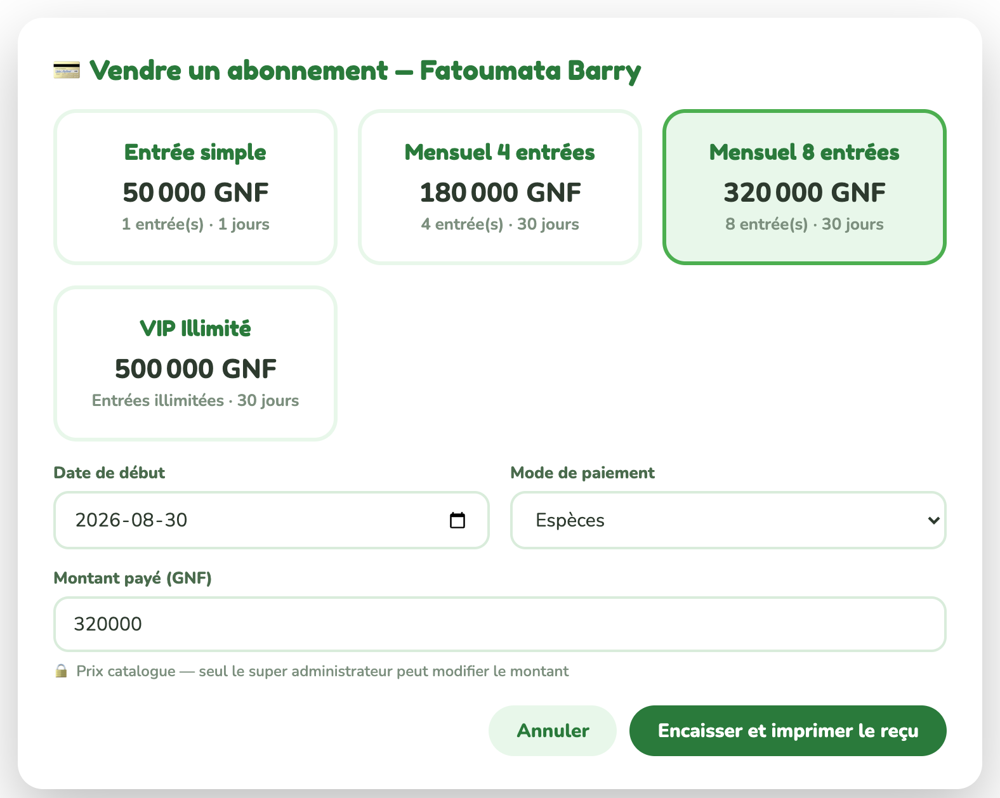 Vendre un abonnement — Fatoumata Barry
Entrée simple
50 000 GNF
1 entrée(s) · 1 jours
Mensuel 4 entrées
180 000 GNF
4 entrée(s) · 30 jours
Mensuel 8 entrées
320 000 GNF
8 entrée(s) · 30 jours
VIP Illimité
500 000 GNF
Entrées illimitées · 30 jours
Date de début
2026-08-30
Mode de paiement
Espèces
Montant payé (GNF)
320000
Prix catalogue — seul le super administrateur peut modifier le montant
Annuler
Encaisser et imprimer le reçu